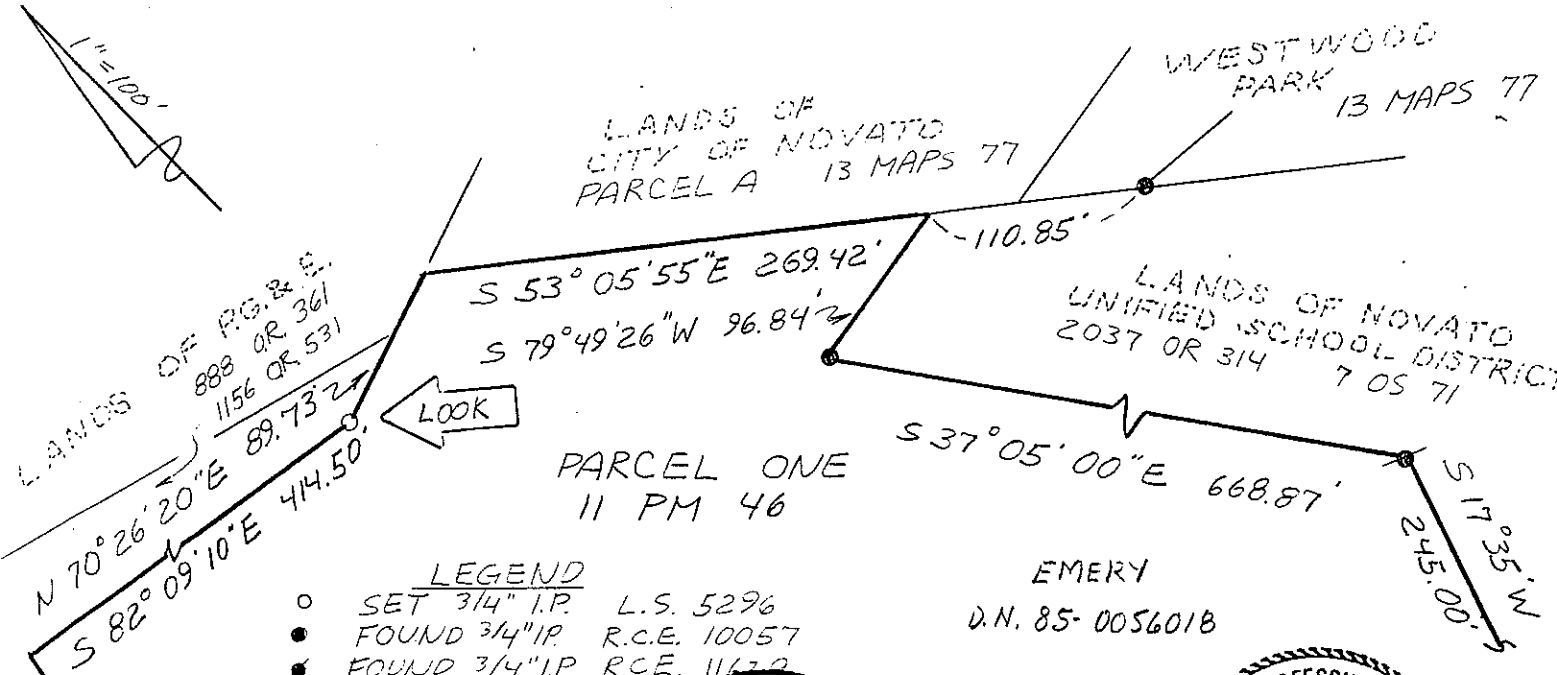 1"=100'
WESTWOOD
PARK
13 MAPS 77
LANDS OF
CITY OF NOVATO
PARCEL A 13 MAPS 77
110.85'
S 53° 05' 55" E 269.42'
S 79° 49' 26" W 96.84'
LANDS OF NOVATO
UNIFIED SCHOOL DISTRICT
2037 OR 314 7 OS 71
LANDS OF P.G. & E.
888 OR 361
1156 OR 531
N 70° 26' 20" E 89.73'
S 82° 09' 10" E 414.50'
LOOK
PARCEL ONE
11 PM 46
S 37° 05' 00" E 668.87'
S 17° 35' W
245.00'
LEGEND
SET 3/4" I.P. L.S. 5296
FOUND 3/4" I.P. R.C.E. 10057
FOUND 3/4" I.P. RCE.
EMERY
D.N. 85-0056018